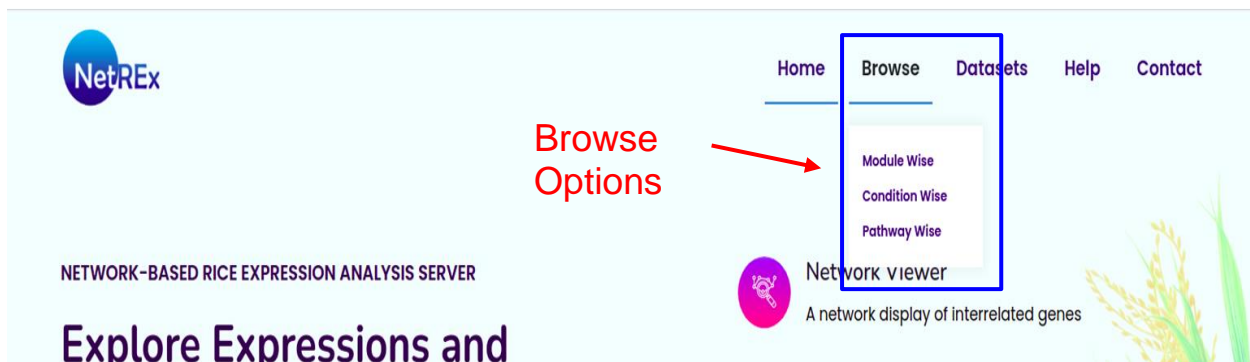 NetREx
Home Browse Datasets Help Contact
Browse
Options
Module Wise
Condition Wise
Pathway Wise
NETWORK-BASED RICE EXPRESSION ANALYSIS SERVER
Explore Expressions and
Network Viewer
A network display of interrelated genes